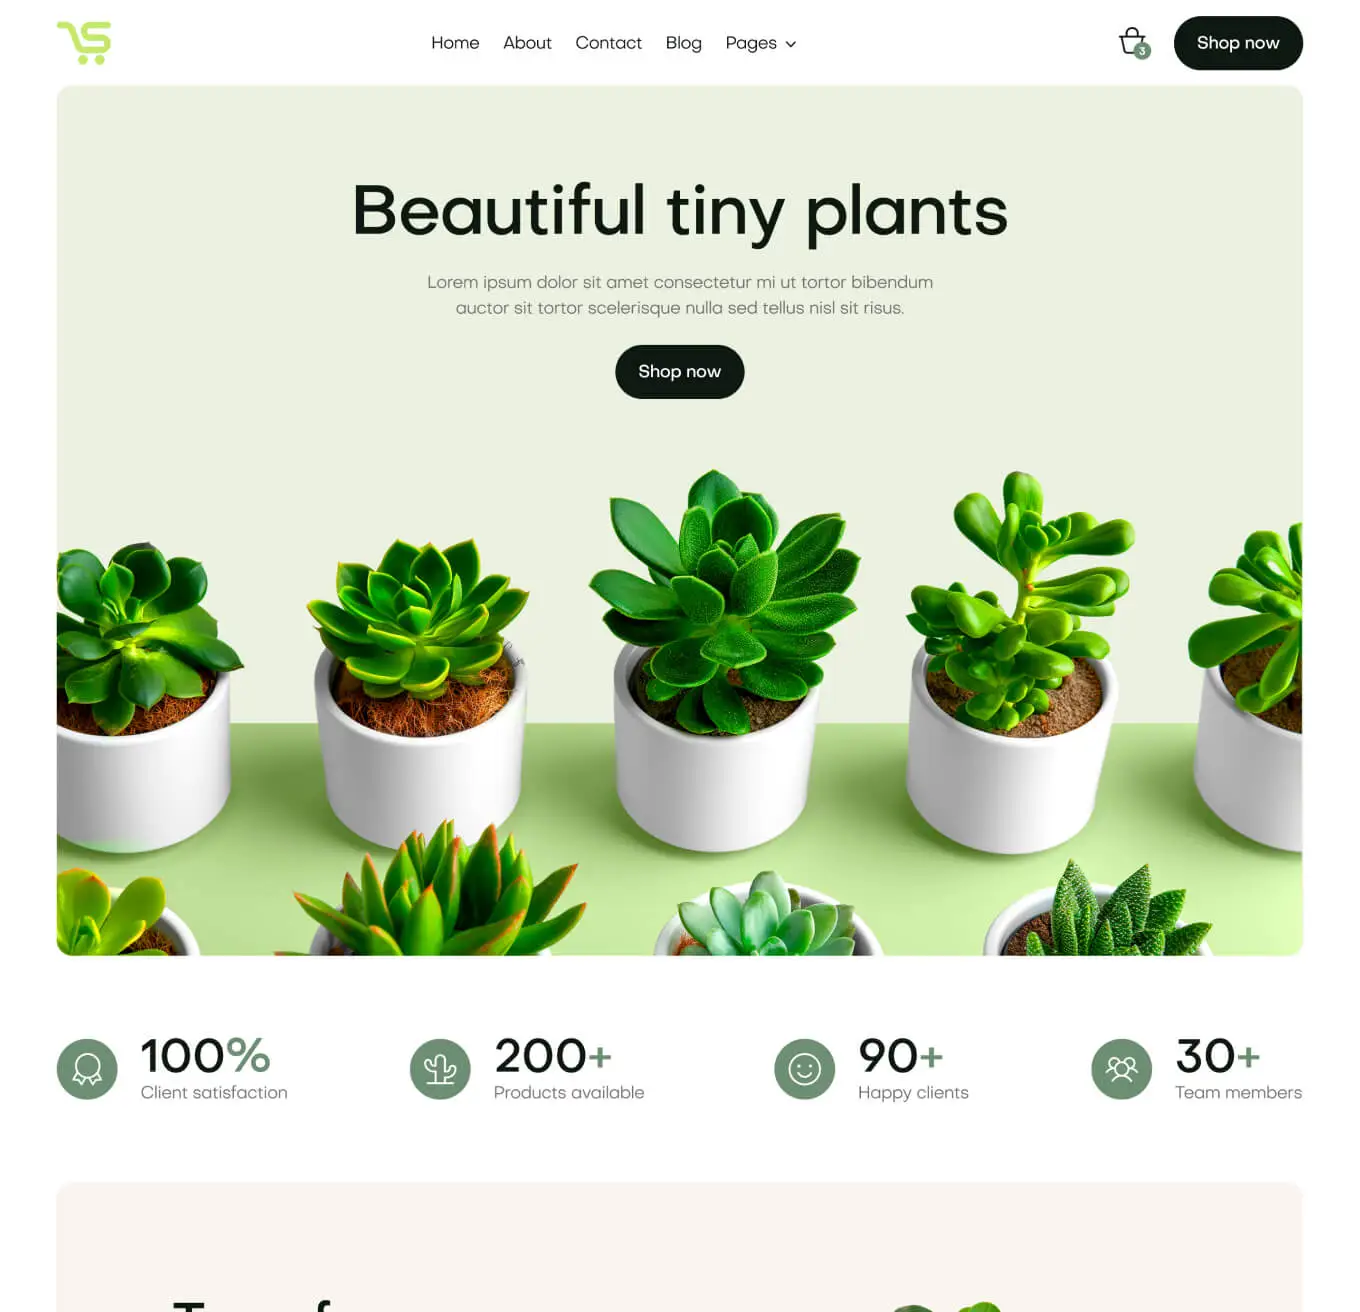 Home About Contact Blog Pages
3
Shop now
Beautiful tiny plants
Lorem ipsum dolor sit amet consectetur mi ut tortor bibendum
auctor sit tortor scelerisque nulla sed tellus nisl sit risus.
Shop now
100%
Client satisfaction
200+
Products available
90+
Happy clients
30+
Team members